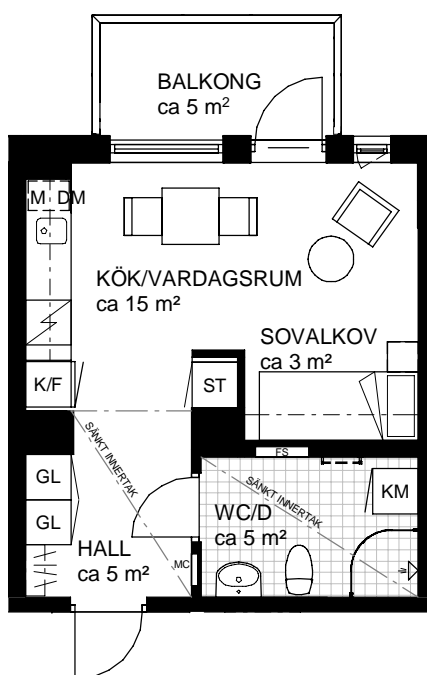 BALKONG
ca 5 m²
M DM
KÖK/VARDAGSRUM
ca 15 m²
SOVALKOV
ca 3 m²
K/F
ST
SÄNKT INNERTAK
FS
GL
SÄNKT INNERTAK
KM
GL
WC/D
ca 5 m²
HALL
ca 5 m²
MC